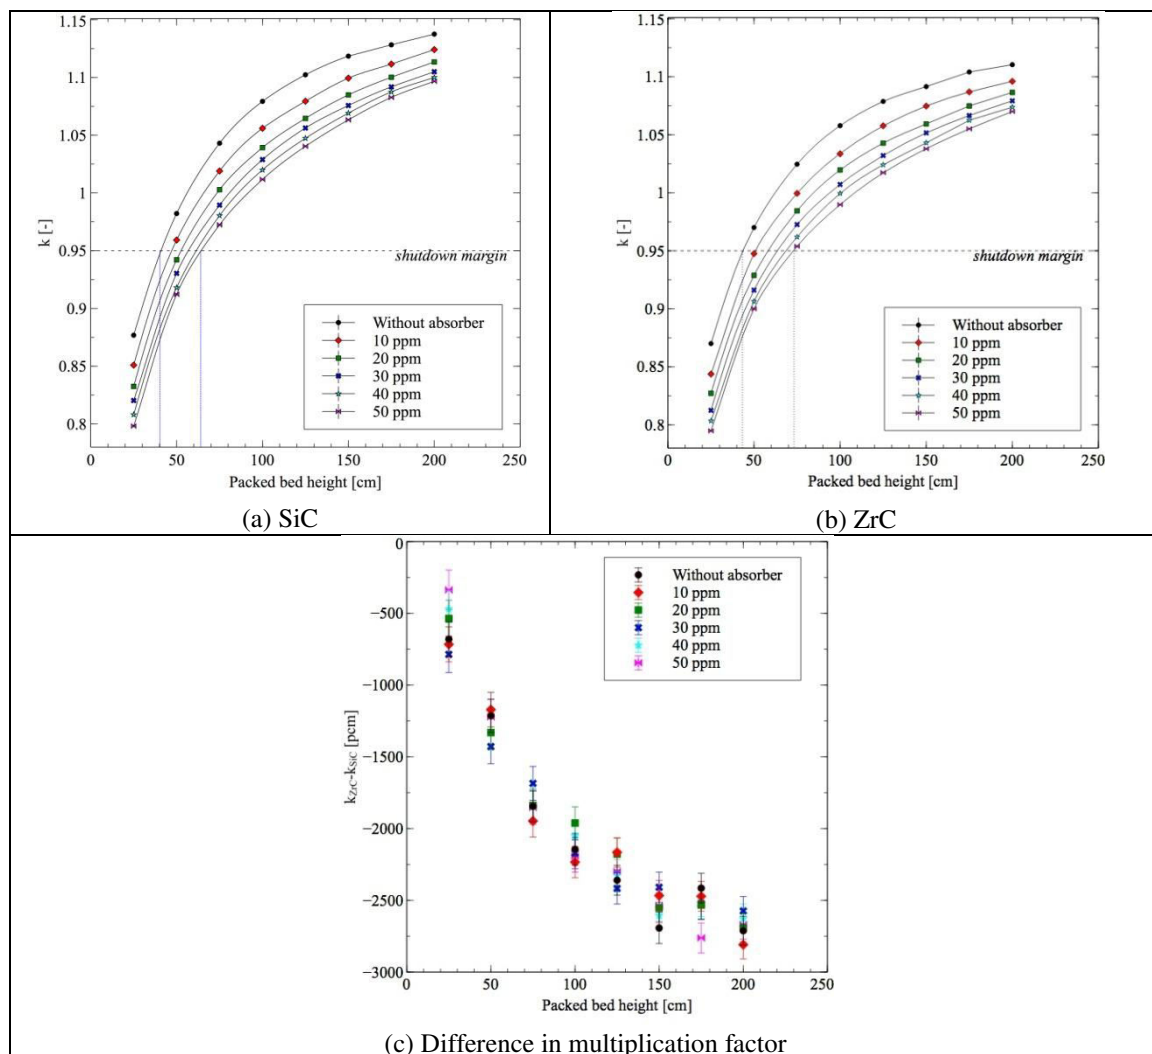 1.15
1.1
1.05
1
0.95
0.9
0.85
0.8
k [-]
shutdown margin
Without absorber
10 ppm
20 ppm
30 ppm
40 ppm
50 ppm
0 50 100 150 200 250
Packed bed height [cm]
(a) SiC
1.15
1.1
1.05
1
0.95
0.9
0.85
0.8
k [-]
shutdown margin
Without absorber
10 ppm
20 ppm
30 ppm
40 ppm
50 ppm
0 50 100 150 200 250
Packed bed height [cm]
(b) ZrC
0
−500
−1000
−1500
−2000
−2500
−3000
kZrC-kSiC [pcm]
Without absorber
10 ppm
20 ppm
30 ppm
40 ppm
50 ppm
0 50 100 150 200 250
Packed bed height [cm]
(c) Difference in multiplication factor